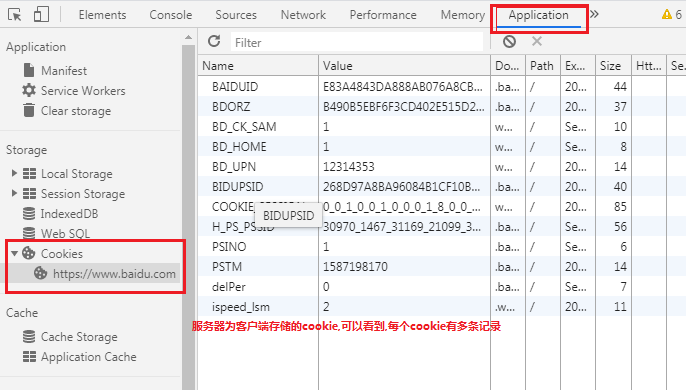 Elements Console Sources Network Performance Memory Application » 6
Application
Manifest
Service Workers
Clear storage
Storage
Local Storage
Session Storage
IndexedDB
Web SQL
Cookies
https://www.baidu.com
Cache
Cache Storage
Application Cache
Filter
Name Value Do... Path Ex... Size Htt... Se...
BAIDUID E83A4843DA888AB076A8CB... .ba... / 20... 44
BDORZ B490B5EBF6F3CD402E515D2... .ba... / 20... 37
BD_CK_SAM 1 w... / Se... 10
BD_HOME 1 w... / Se... 8
BD_UPN 12314353 w... / 20... 14
BIDUPSID 268D97A8BA96084B1CF10B... .ba... / 20... 40
0_0_1_0_0_1_0_0_0_1_8_0_0_... w... / 20... 85
BIDUPSID
30970_1467_31169_21099_3... .ba... / Se... 56
PSINO 1 .ba... / Se... 6
PSTM 1587198170 .ba... / 20... 14
delPer 0 .ba... / Se... 7
ispeed_lsm 2 .w... / 20... 11
服务器为客户端存储的cookie,可以看到,每个cookie有多条记录